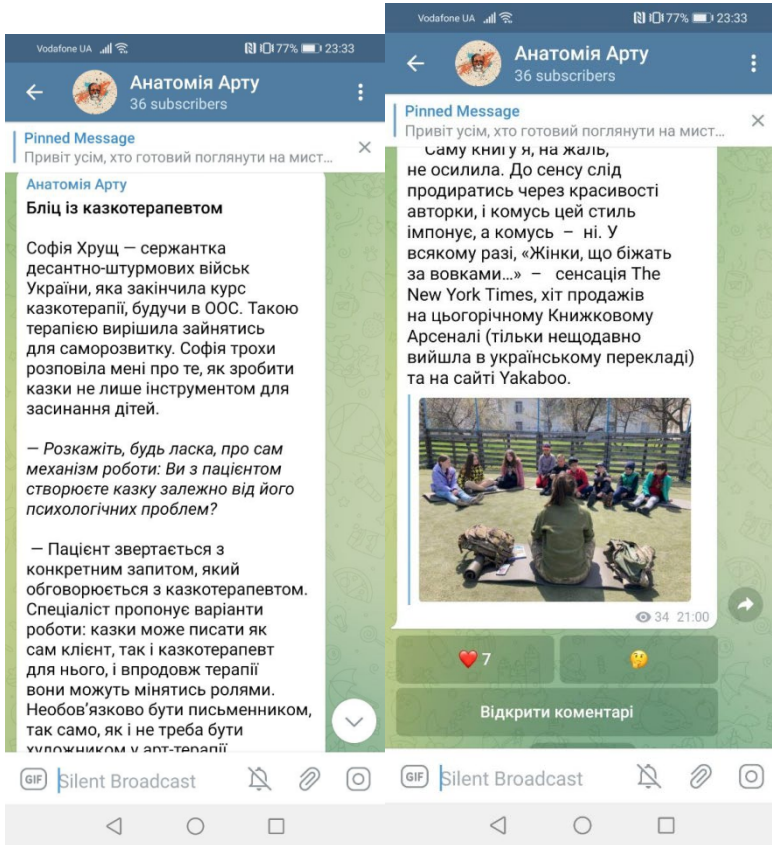 Vodafone UA 77% 23:33
Анатомія Арту
36 subscribers
Pinned Message
Привіт усім, хто готовий поглянути на мист...
Анатомія Арту
Бліц із казкотерапевтом
Софія Хрущ — сержантка
десантно-штурмових військ
України, яка закінчила курс
казкотерапії, будучи в ООС. Такою
терапією вирішила зайнятись
для саморозвитку. Софія трохи
розповіла мені про те, як зробити
казки не лише інструментом для
засинання дітей.
— Розкажіть, будь ласка, про сам
механізм роботи: Ви з пацієнтом
створюєте казку залежно від його
психологічних проблем?
— Пацієнт звертається з
конкретним запитом, який
обговорюється з казкотерапевтом.
Спеціаліст пропонує варіанти
роботи: казки може писати як
сам клієнт, так і казкотерапевт
для нього, і впродовж терапії
вони можуть мінятись ролями.
Необов’язково бути письменником,
так само, як і не треба бути
художником у арт-терапії
GIF Silent Broadcast
Vodafone UA 77% 23:33
Анатомія Арту
36 subscribers
Pinned Message
Привіт усім, хто готовий поглянути на мист...
Саму книгу я, на жаль,
не осилила. До сенсу слід
продиратись через красивості
авторки, і комусь цей стиль
імпонує, а комусь – ні. У
всякому разі, «Жінки, що біжать
за вовками...» – сенсація The
New York Times, хіт продажів
на цьогорічному Книжковому
Арсеналі (тільки нещодавно
вийшла в українському перекладі)
та на сайті Yakaboo.
34 21:00
7
Відкрити коментарі
GIF Silent Broadcast